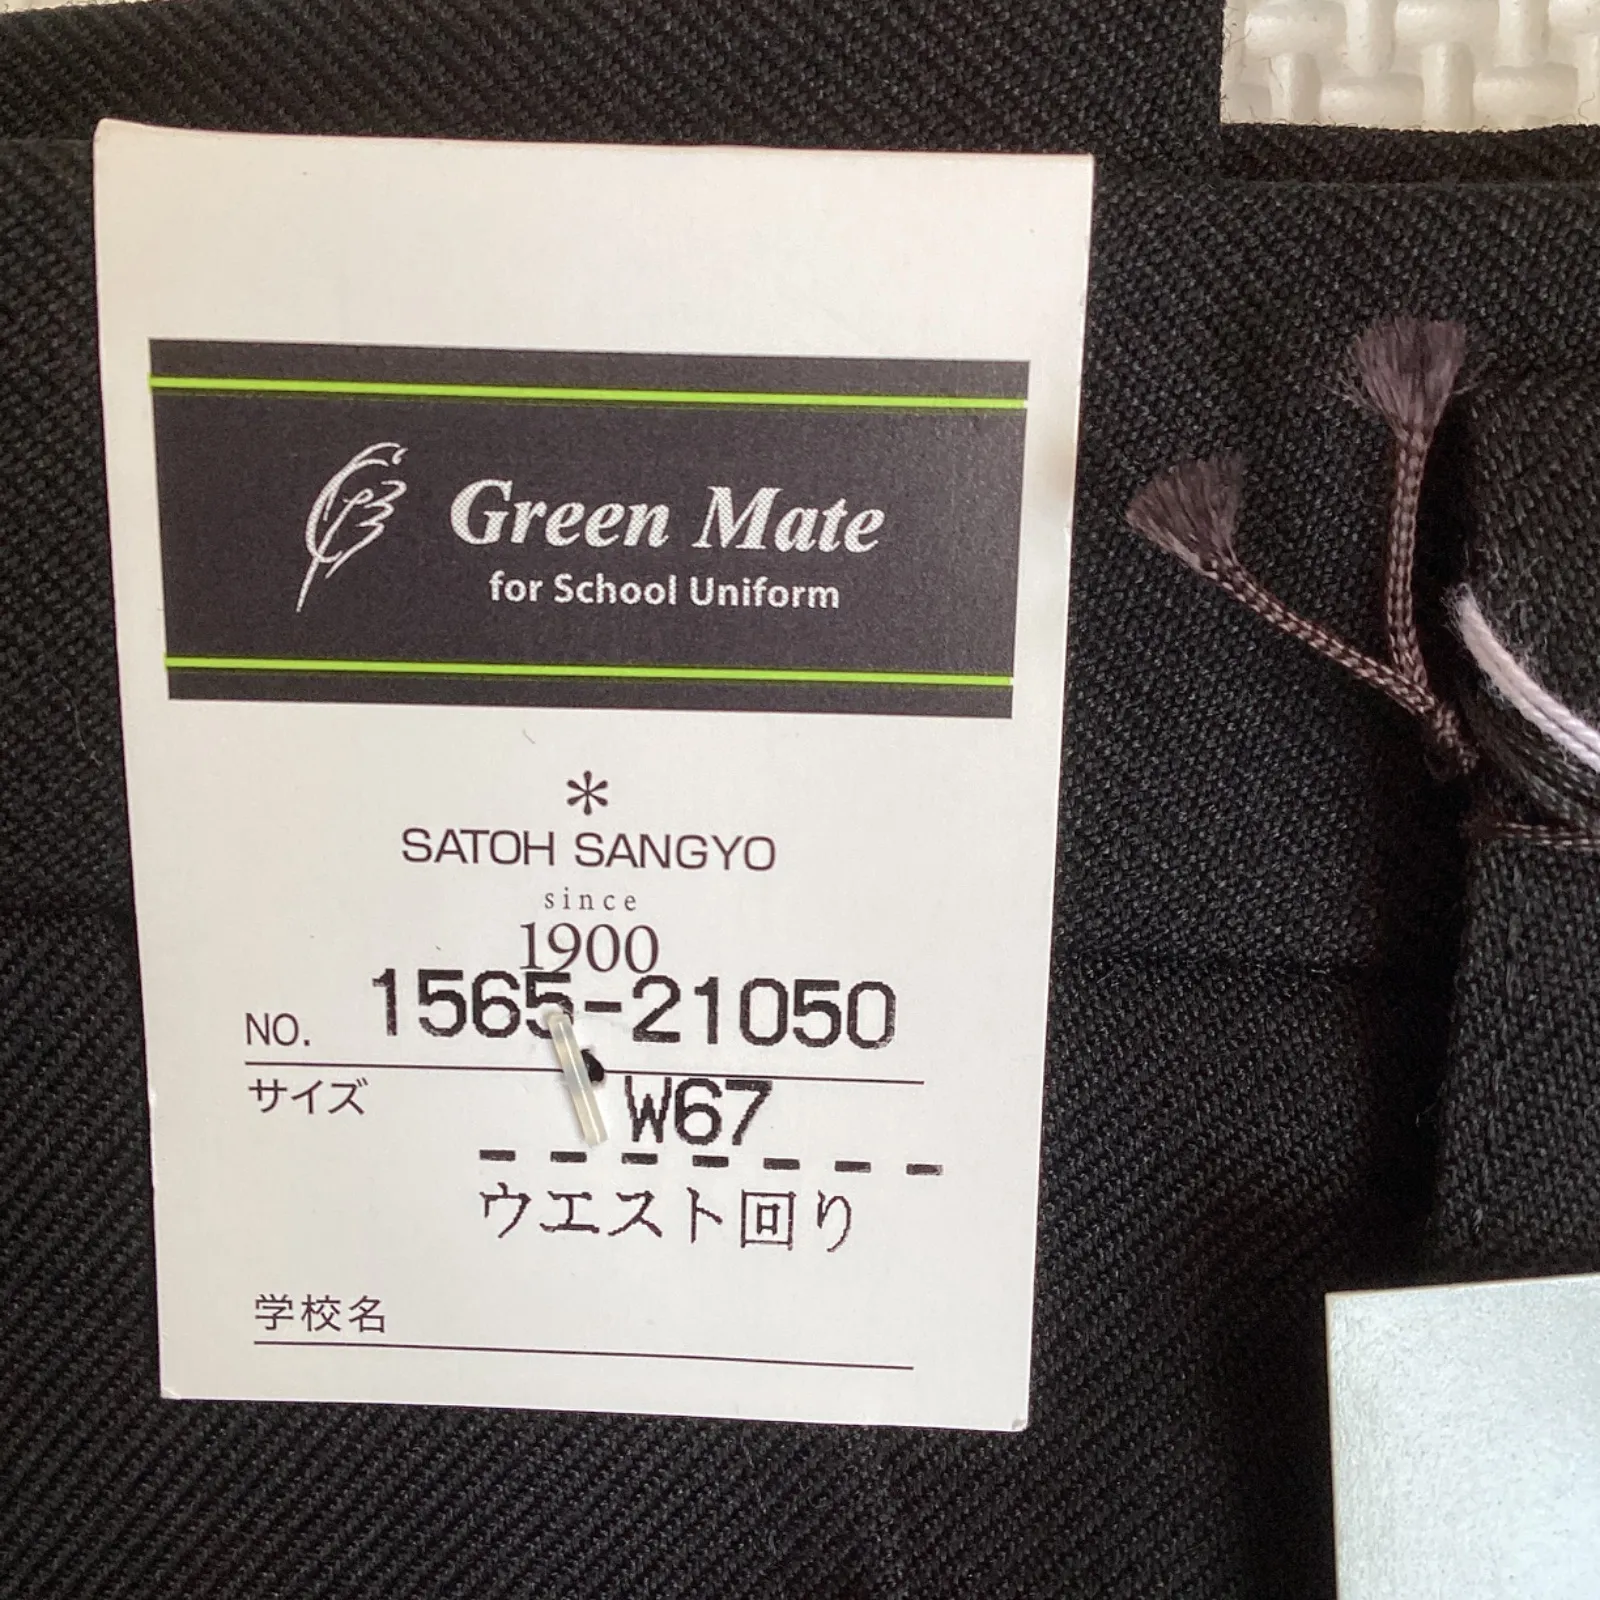 Green Mate
for School Uniform
SATOH SANGYO
since
1900
NO. 1565-21050
サイズ W67
ウエスト回り
学校名